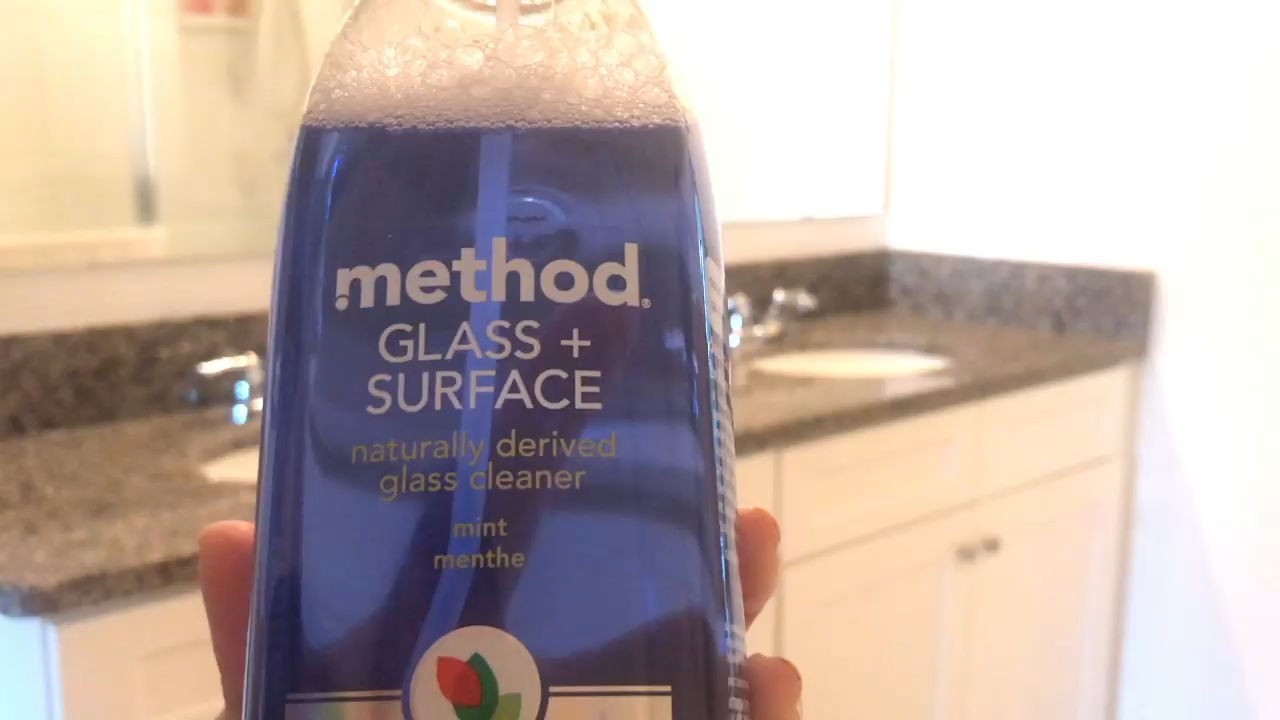 method®
GLASS +
SURFACE
naturally derived
glass cleaner
mint
menthe